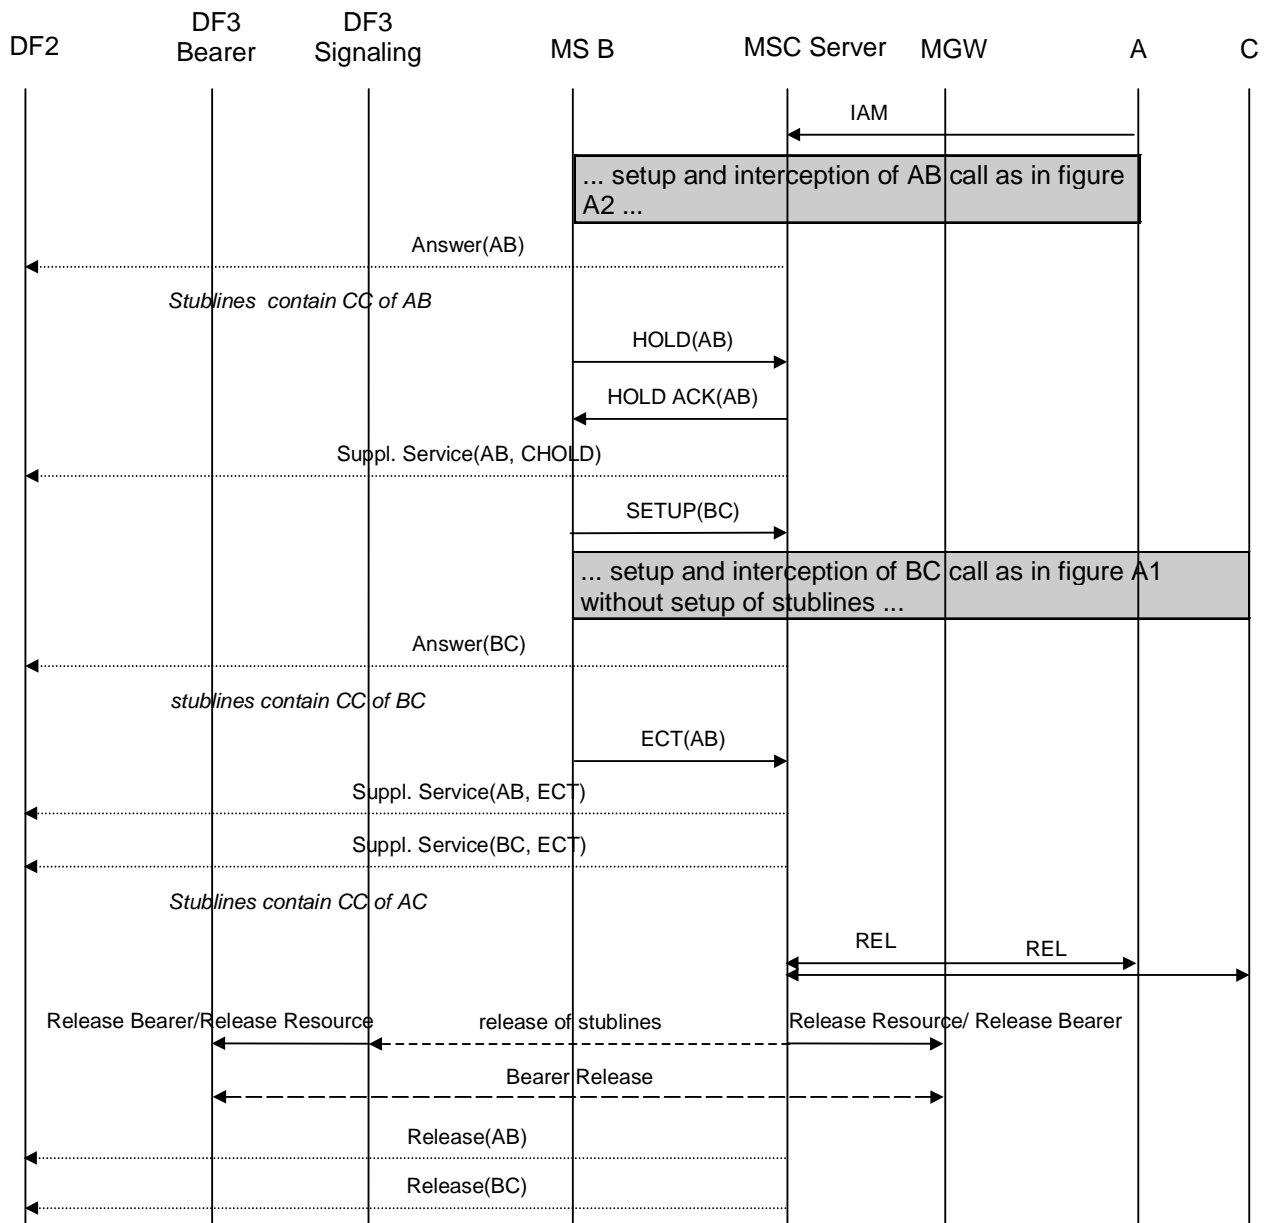 DF2
DF3
Bearer
DF3
Signaling
MS B
MSC Server
MGW
A
C
IAM
... setup and interception of AB call as in figure
A2 ...
Answer(AB)
Stublines contain CC of AB
HOLD(AB)
HOLD ACK(AB)
Suppl. Service(AB, CHOLD)
SETUP(BC)
... setup and interception of BC call as in figure A1
without setup of stublines ...
Answer(BC)
stublines contain CC of BC
ECT(AB)
Suppl. Service(AB, ECT)
Suppl. Service(BC, ECT)
Stublines contain CC of AC
REL
REL
Release Bearer/Release Resource
release of stublines
Release Resource/ Release Bearer
Bearer Release
Release(AB)
Release(BC)